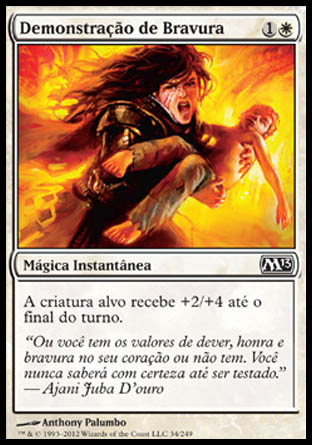 Demonstração de Bravura 1
Mágica Instantânea M13
A criatura alvo recebe +2/+4 até o
final do turno.
“Ou você tem os valores de dever, honra e
bravura no seu coração ou não tem. Você
nunca saberá com certeza até ser testado.”
— Ajani Juba D’ouro
Anthony Palumbo
™ & © 1993–2012 Wizards of the Coast LLC 34/249